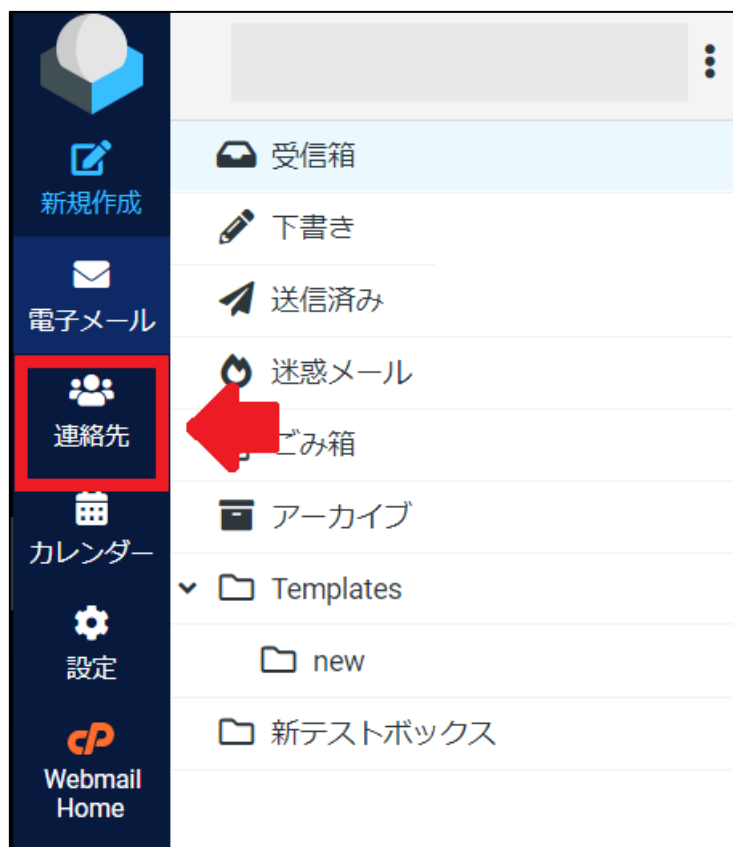 新規作成
電子メール
連絡先
カレンダー
設定
cP
Webmail
Home
受信箱
下書き
送信済み
迷惑メール
ごみ箱
アーカイブ
Templates
new
新テストボックス